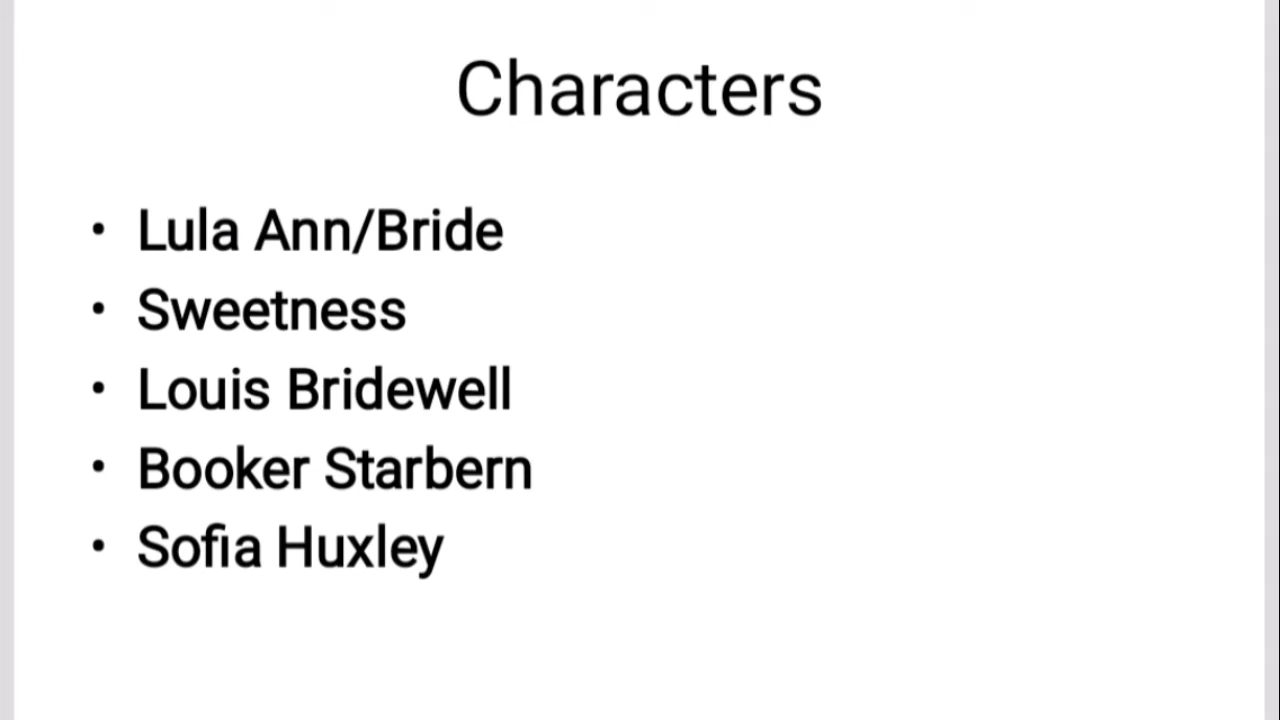 Characters
• Lula Ann/Bride
• Sweetness
• Louis Bridewell
• Booker Starbern
• Sofia Huxley